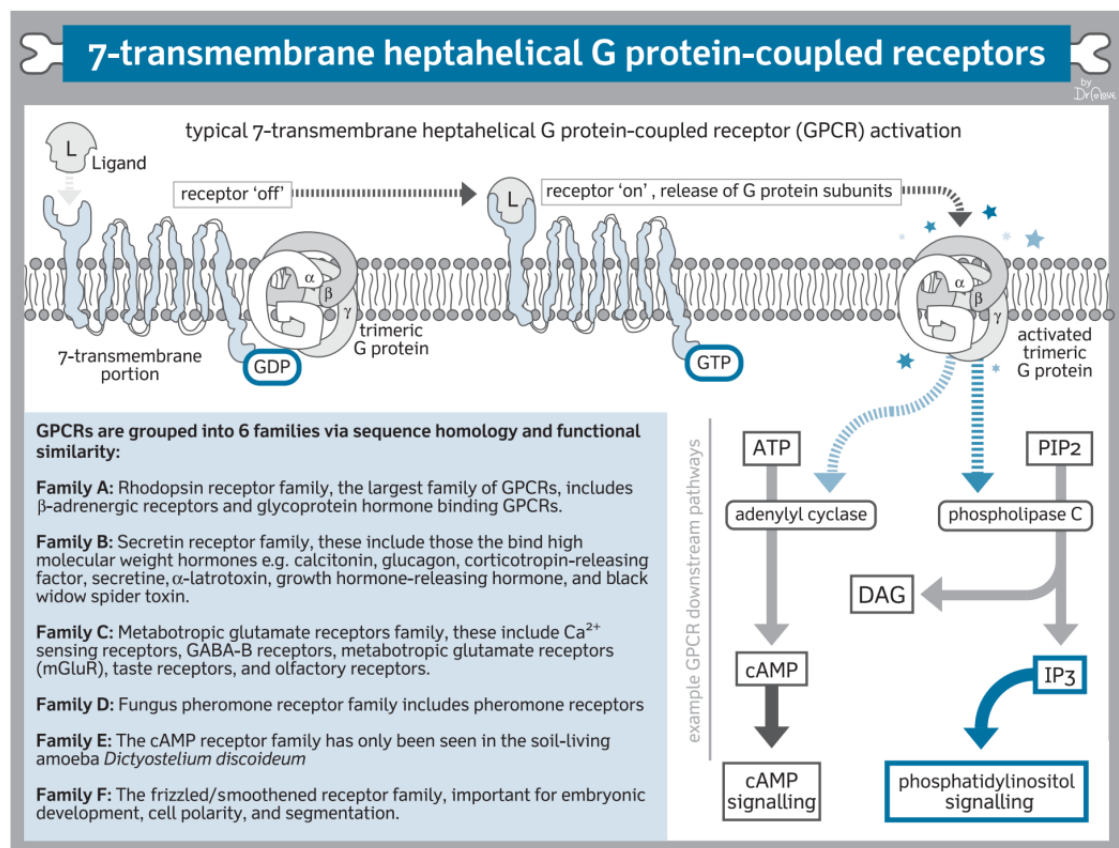 7-transmembrane heptahelical G protein-coupled receptors
by
Dr Colove
typical 7-transmembrane heptahelical G protein-coupled receptor (GPCR) activation
L
Ligand
receptor 'off'
L
receptor 'on' , release of G protein subunits
α
β
γ
α
β
γ
7-transmembrane
portion
GDP
trimeric
G protein
GTP
activated
trimeric
G protein
GPCRs are grouped into 6 families via sequence homology and functional
similarity:
Family A: Rhodopsin receptor family, the largest family of GPCRs, includes
β-adrenergic receptors and glycoprotein hormone binding GPCRs.
Family B: Secretin receptor family, these include those the bind high
molecular weight hormones e.g. calcitonin, glucagon, corticotropin-releasing
factor, secretine, α-latrotoxin, growth hormone-releasing hormone, and black
widow spider toxin.
Family C: Metabotropic glutamate receptors family, these include Ca²⁺
sensing receptors, GABA-B receptors, metabotropic glutamate receptors
(mGluR), taste receptors, and olfactory receptors.
Family D: Fungus pheromone receptor family includes pheromone receptors
Family E: The cAMP receptor family has only been seen in the soil-living
amoeba Dictyostelium discoideum
Family F: The frizzled/smoothened receptor family, important for embryonic
development, cell polarity, and segmentation.
example GPCR downstream pathways
ATP
PIP2
adenylyl cyclase
phospholipase C
DAG
cAMP
IP3
cAMP
signalling
phosphatidylinositol
signalling